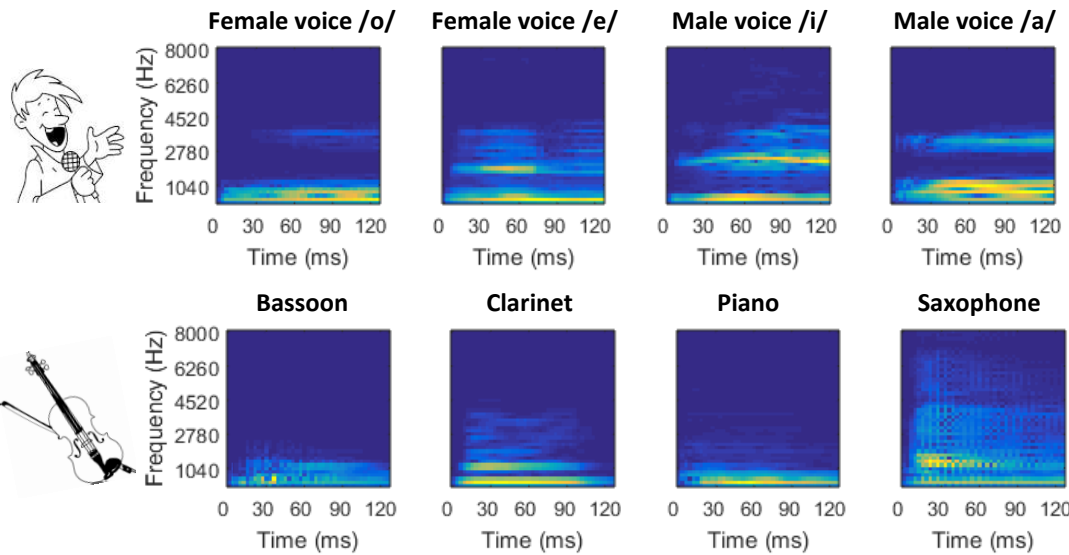 Female voice /o/ Female voice /e/ Male voice /i/ Male voice /a/
Frequency (Hz)
8000
6260
4520
2780
1040
0 30 60 90 120 0 30 60 90 120 0 30 60 90 120 0 30 60 90 120
Time (ms) Time (ms) Time (ms) Time (ms)
Bassoon Clarinet Piano Saxophone
Frequency (Hz)
8000
6260
4520
2780
1040
0 30 60 90 120 0 30 60 90 120 0 30 60 90 120 0 30 60 90 120
Time (ms) Time (ms) Time (ms) Time (ms)